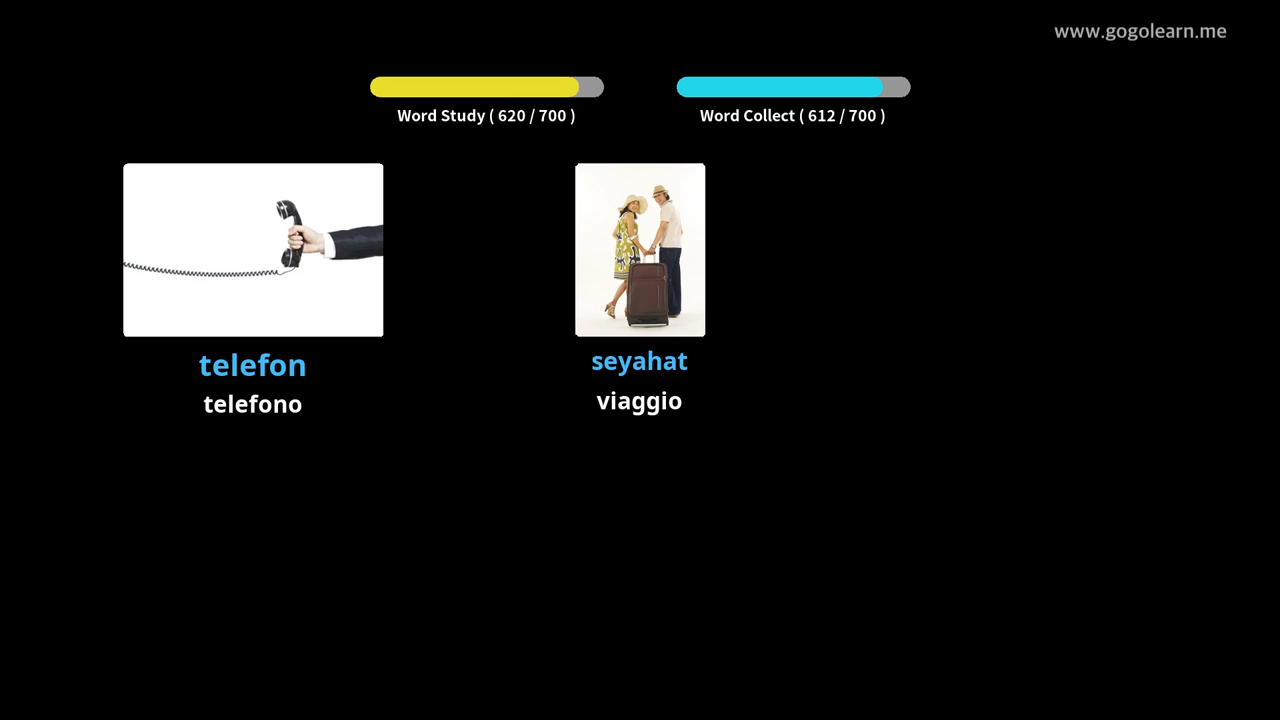 www.gogolearn.me
Word Study ( 620 / 700 )
Word Collect ( 612 / 700 )
telefon
telefono
seyahat
viaggio